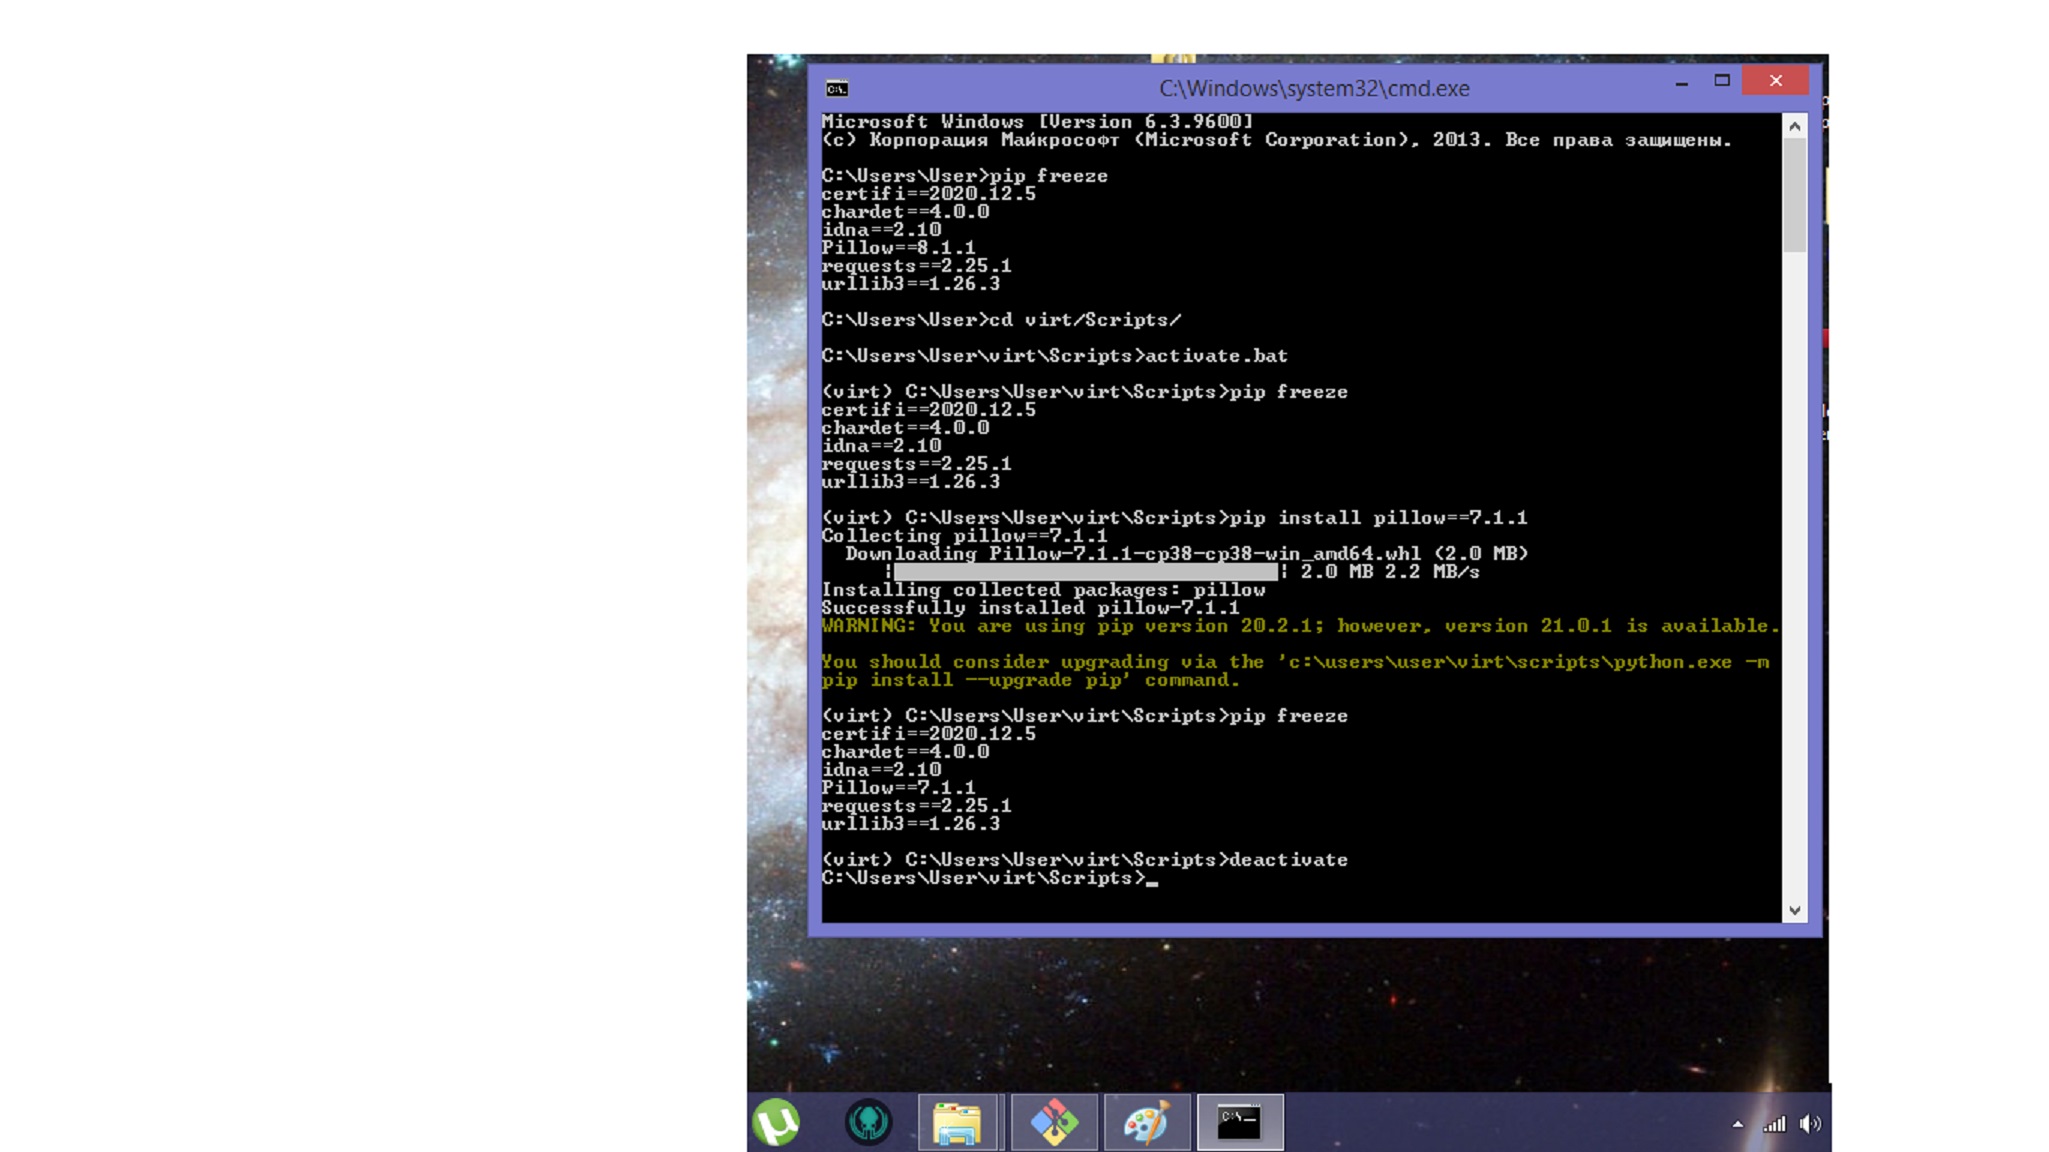 C:\Windows\system32\cmd.exe
Microsoft Windows [Version 6.3.9600]
(c) Корпорация Майкрософт (Microsoft Corporation), 2013. Все права защищены.
C:\Users\User>pip freeze
certifi==2020.12.5
chardet==4.0.0
idna==2.10
Pillow==8.1.1
requests==2.25.1
urllib3==1.26.3
C:\Users\User>cd virt/Scripts/
C:\Users\User\virt\Scripts>activate.bat
(virt) C:\Users\User\virt\Scripts>pip freeze
certifi==2020.12.5
chardet==4.0.0
idna==2.10
requests==2.25.1
urllib3==1.26.3
(virt) C:\Users\User\virt\Scripts>pip install pillow==7.1.1
Collecting pillow==7.1.1
Downloading Pillow-7.1.1-cp38-cp38-win_amd64.whl (2.0 MB)
2.0 MB 2.2 MB/s
Installing collected packages: pillow
Successfully installed pillow-7.1.1
WARNING: You are using pip version 20.2.1; however, version 21.0.1 is available.
You should consider upgrading via the 'c:\users\user\virt\scripts\python.exe -m
pip install --upgrade pip' command.
(virt) C:\Users\User\virt\Scripts>pip freeze
certifi==2020.12.5
chardet==4.0.0
idna==2.10
Pillow==7.1.1
requests==2.25.1
urllib3==1.26.3
(virt) C:\Users\User\virt\Scripts>deactivate
C:\Users\User\virt\Scripts>_